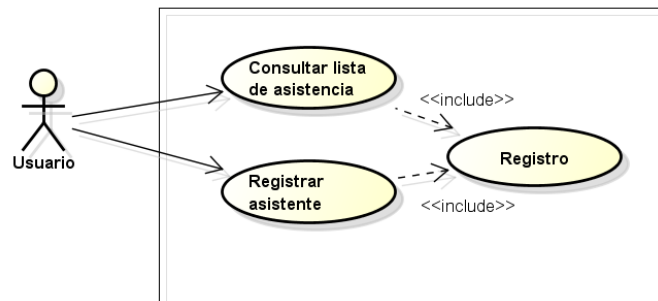 Consultar lista
de asistencia
<<include>>
Usuario
Registro
Registrar
asistente
<<include>>